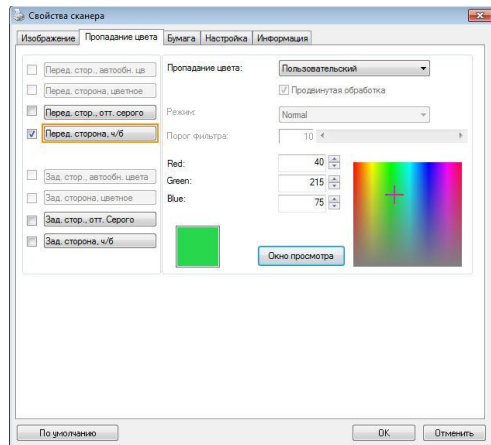 Свойства сканера
Изображение Пропадание цвета Бумага Настройка Информация
Перед. стор., автообн. цв
Перед. сторона, цветное
Перед. стор., отт. серого
Перед. сторона, ч/б
Зад. стор., автообн. цвета
Зад. сторона, цветное
Зад. стор., отт. Серого
Зад. сторона, ч/б
Пропадание цвета: Пользовательский
Продвинутая обработка
Режим: Normal
Порог фильтра: 10
Red: 40
Green: 215
Blue: 75
Окно просмотра
По умолчанию OK Отменить